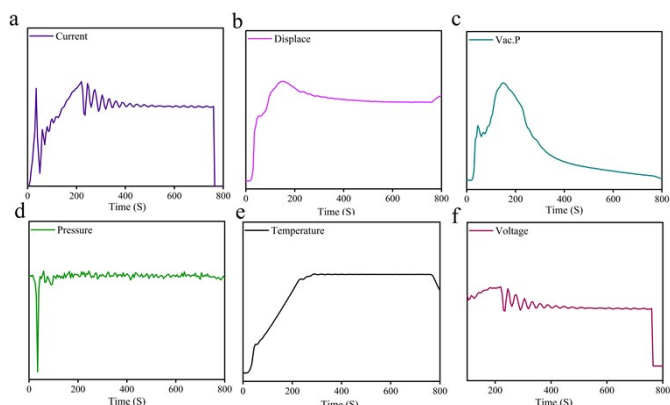 a
Current
0 200 400 600 800
Time (S)
b
Displace
0 200 400 600 800
Time (S)
c
Vac.P
0 200 400 600 800
Time (S)
d
Pressure
0 200 400 600 800
Time (S)
e
Temperature
0 200 400 600 800
Time (S)
f
Voltage
200 400 600 800
Time (S)